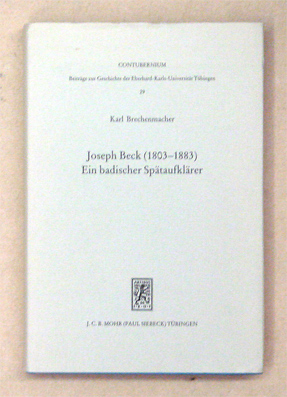 CONTUBERNIUM
Beiträge zur Geschichte der Eberhard-Karls-Universität Tübingen
29
Karl Brechenmacher
Joseph Beck (1803–1883)
Ein badischer Spätaufklärer
J. C. B. MOHR (PAUL SIEBECK) TÜBINGEN